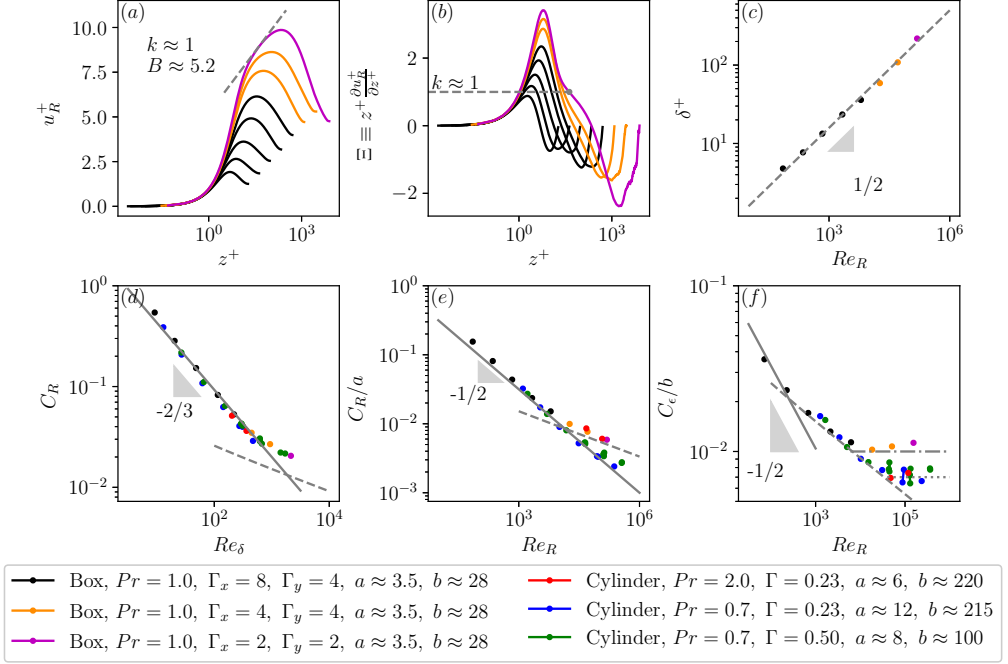 (a)
k ≈ 1
B ≈ 5.2
u_R^+
10.0
7.5
5.0
2.5
0.0
10^0
10^3
z^+
(b)
k ≈ 1
Ξ ≡ z^+ ∂u_R^+/∂z^+
2
0
−2
10^0
10^3
z^+
(c)
1/2
δ^+
10^2
10^1
10^3
10^6
Re_R
(d)
-2/3
C_R
10^0
10^{-1}
10^{-2}
10^2
10^4
Re_δ
(e)
-1/2
C_R/a
10^0
10^{-1}
10^{-2}
10^{-3}
10^3
10^6
Re_R
(f)
-1/2
C_ϵ/b
10^{-1}
10^{-2}
10^3
10^5
Re_R
Box, Pr = 1.0, Γ_x = 8, Γ_y = 4, a ≈ 3.5, b ≈ 28
Box, Pr = 1.0, Γ_x = 4, Γ_y = 4, a ≈ 3.5, b ≈ 28
Box, Pr = 1.0, Γ_x = 2, Γ_y = 2, a ≈ 3.5, b ≈ 28
Cylinder, Pr = 2.0, Γ = 0.23, a ≈ 6, b ≈ 220
Cylinder, Pr = 0.7, Γ = 0.23, a ≈ 12, b ≈ 215
Cylinder, Pr = 0.7, Γ = 0.50, a ≈ 8, b ≈ 100